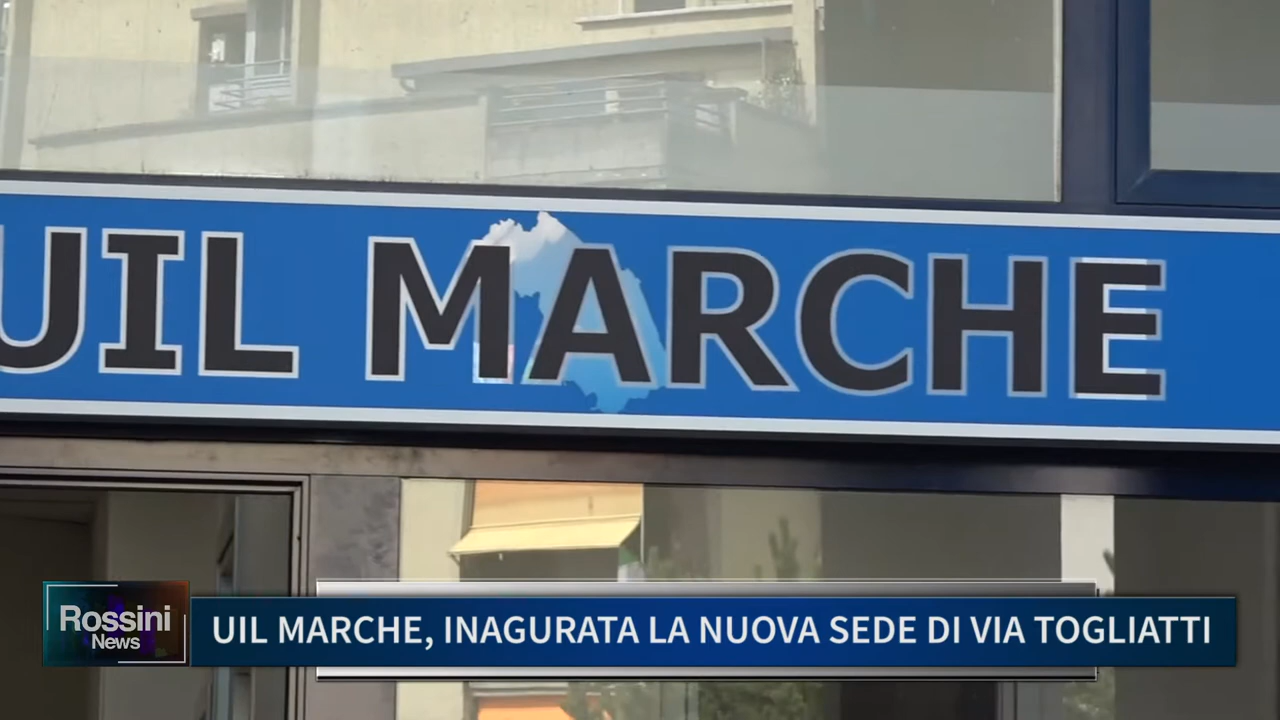 UIL MARCHE
Rossini
News
UIL MARCHE, INAGURATA LA NUOVA SEDE DI VIA TOGLIATTI